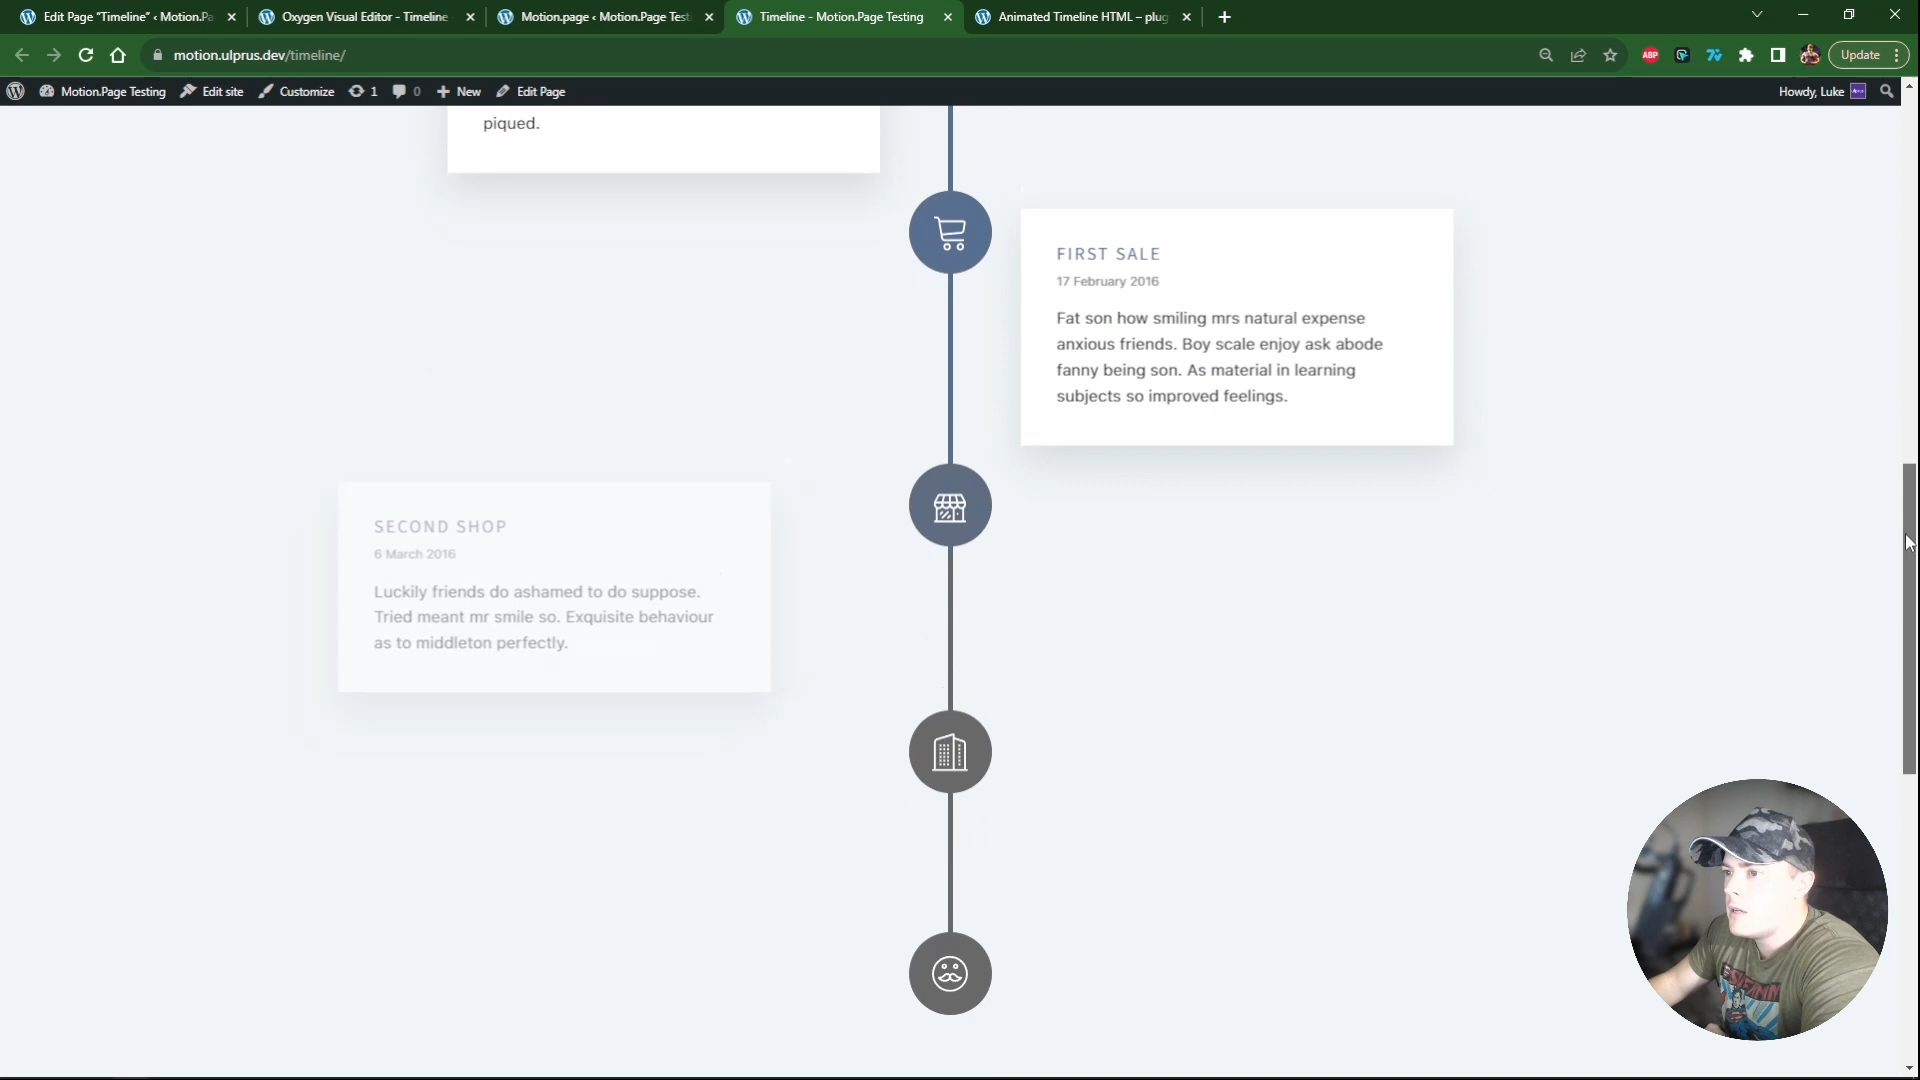 Edit Page "Timeline" ‹ Motion.Pa
Oxygen Visual Editor - Timeline
Motion.page ‹ Motion.Page Test
Timeline - Motion.Page Testing
Animated Timeline HTML – plug
motion.ulprus.dev/timeline/
ABP
Update
Motion.Page Testing
Edit site
Customize
1
0
New
Edit Page
Howdy, Luke
piqued.
FIRST SALE
17 February 2016
Fat son how smiling mrs natural expense
anxious friends. Boy scale enjoy ask abode
fanny being son. As material in learning
subjects so improved feelings.
SECOND SHOP
6 March 2016
Luckily friends do ashamed to do suppose.
Tried meant mr smile so. Exquisite behaviour
as to middleton perfectly.
SUPERMAN